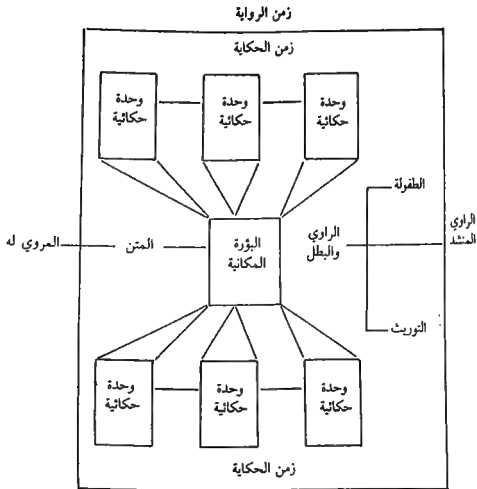 زمن الرواية
زمن الحكاية
وحدة
حكائية
وحدة
حكائية
وحدة
حكائية
الطفولة
الراوي
المنشد
الراوي
والبطل
البؤرة
المكانية
المتن
المروي له
التوريث
وحدة
حكائية
وحدة
حكائية
وحدة
حكائية
زمن الحكاية